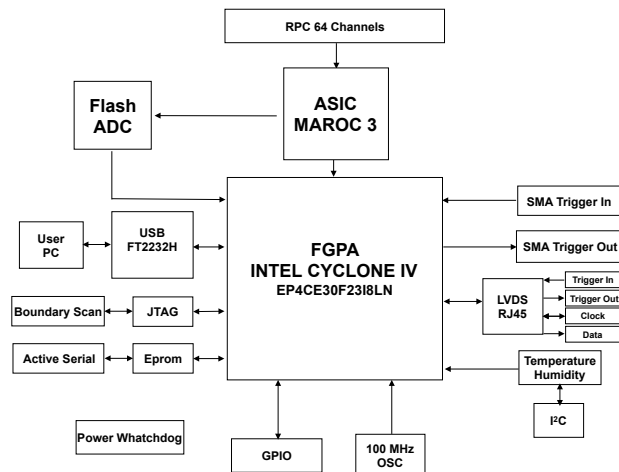 RPC 64 Channels
Flash
ADC
ASIC
MAROC 3
SMA Trigger In
User
PC
USB
FT2232H
FGPA
INTEL CYCLONE IV
EP4CE30F23I8LN
SMA Trigger Out
LVDS
RJ45
Trigger In
Trigger Out
Clock
Data
Boundary Scan
JTAG
Active Serial
Eprom
Temperature
Humidity
I²C
Power Whatchdog
GPIO
100 MHz
OSC